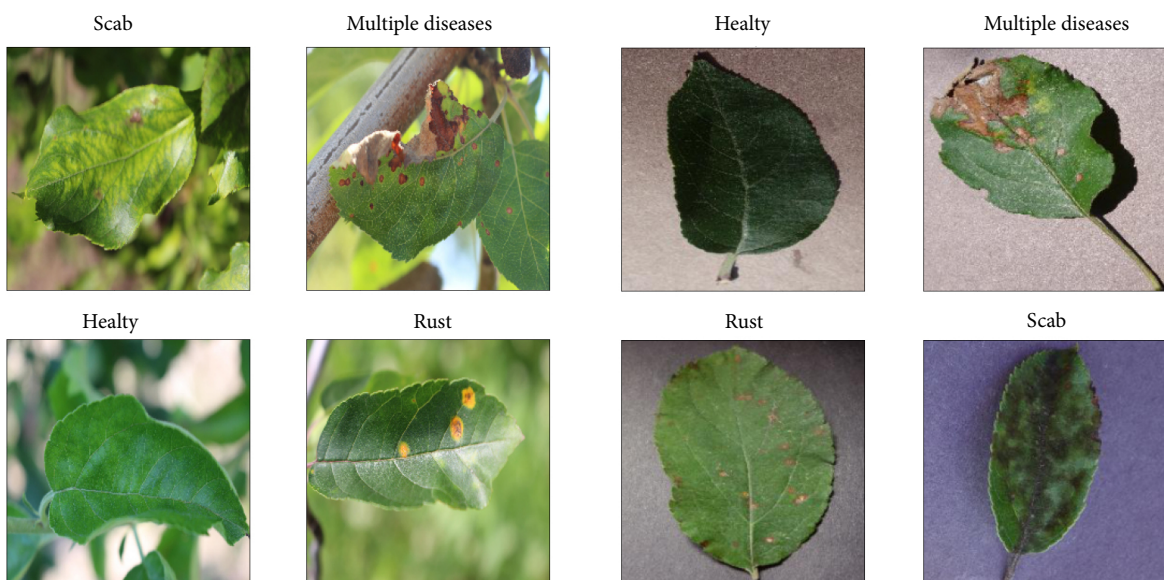 Scab
Multiple diseases
Healty
Multiple diseases
Healty
Rust
Rust
Scab